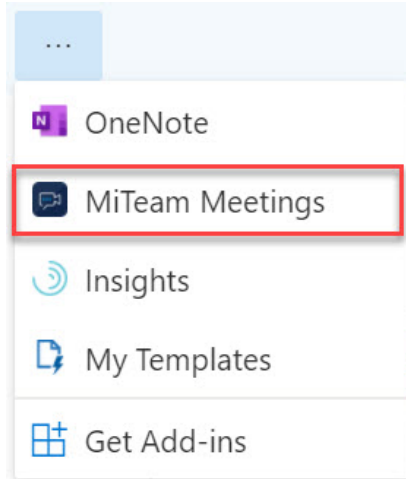 ...
OneNote
MiTeam Meetings
Insights
My Templates
Get Add-ins